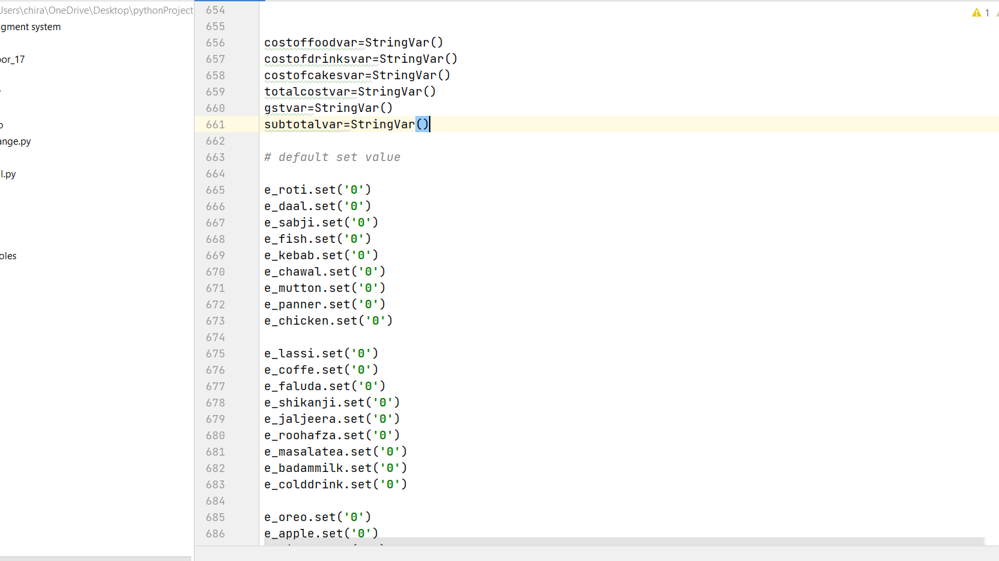 Users\chira\OneDrive\Desktop\pythonProject
gment system
or_17
ange.py
l.py
oles
1
654
655
656 costoffoodvar=StringVar()
657 costofdrinksvar=StringVar()
658 costofcakesvar=StringVar()
659 totalcostvar=StringVar()
660 gstvar=StringVar()
661 subtotalvar=StringVar()
662
663 # default set value
664
665 e_roti.set('0')
666 e_daal.set('0')
667 e_sabji.set('0')
668 e_fish.set('0')
669 e_kebab.set('0')
670 e_chawal.set('0')
671 e_mutton.set('0')
672 e_panner.set('0')
673 e_chicken.set('0')
674
675 e_lassi.set('0')
676 e_coffe.set('0')
677 e_faluda.set('0')
678 e_shikanji.set('0')
679 e_jaljeera.set('0')
680 e_roohafza.set('0')
681 e_masalatea.set('0')
682 e_badammilk.set('0')
683 e_colddrink.set('0')
684
685 e_oreo.set('0')
686 e_apple.set('0')